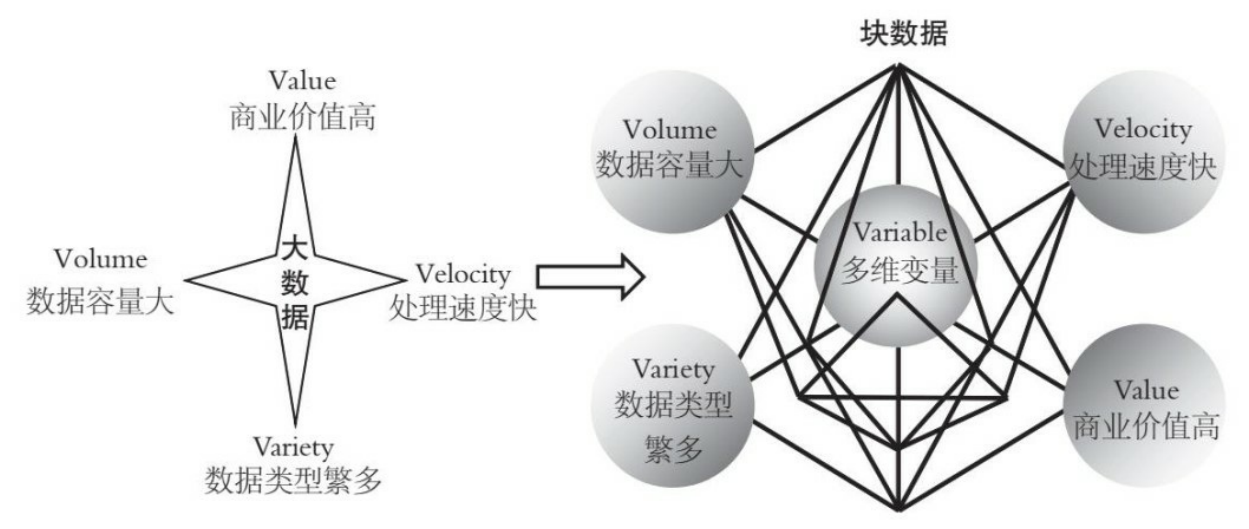 Value
商业价值高
Volume
数据容量大
大
数
据
Velocity
处理速度快
Variety
数据类型繁多
块数据
Volume
数据容量大
Velocity
处理速度快
Variable
多维变量
Variety
数据类型
繁多
Value
商业价值高